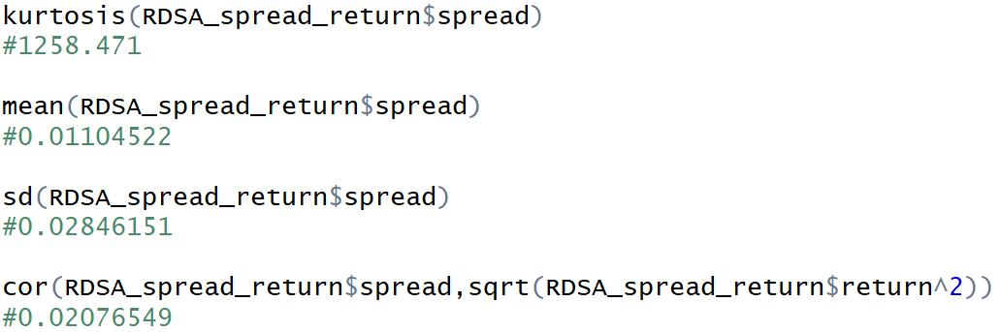 kurtosis(RDSA_spread_return$spread)
#1258.471
mean(RDSA_spread_return$spread)
#0.01104522
sd(RDSA_spread_return$spread)
#0.02846151
cor(RDSA_spread_return$spread,sqrt(RDSA_spread_return$return^2))
#0.02076549